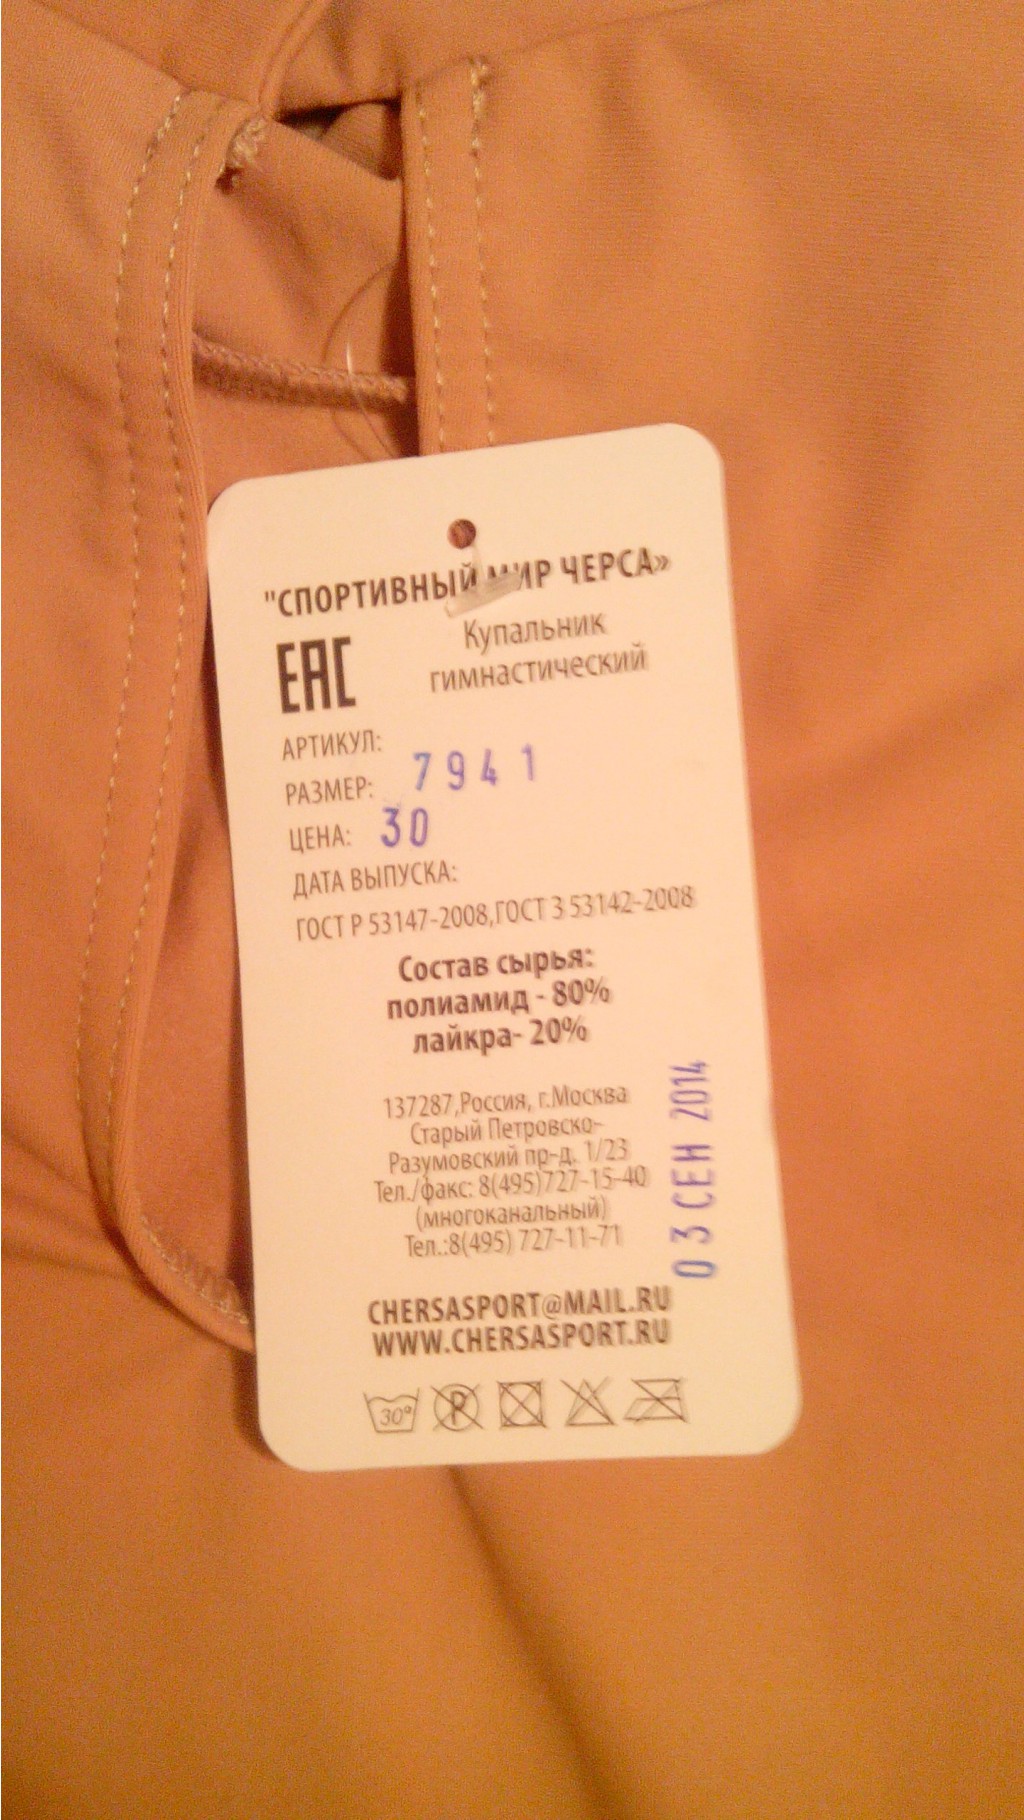 "СПОРТИВНЫЙ МИР ЧЕРСА»
Купальник
гимнастический
ЕАС
АРТИКУЛ:
7941
РАЗМЕР:
30
ЦЕНА:
ДАТА ВЫПУСКА:
ГОСТ Р 53147-2008,ГОСТ З 53142-2008
Состав сырья:
полиамид - 80%
лайкра- 20%
137287,Россия, г.Москва
Старый Петровско-
Разумовский пр-д. 1/23
Тел./факс: 8(495)727-15-40
(многоканальный)
Тел.:8(495) 727-11-71
03 СЕН 2014
CHERSASPORT@MAIL.RU
WWW.CHERSASPORT.RU
30° P